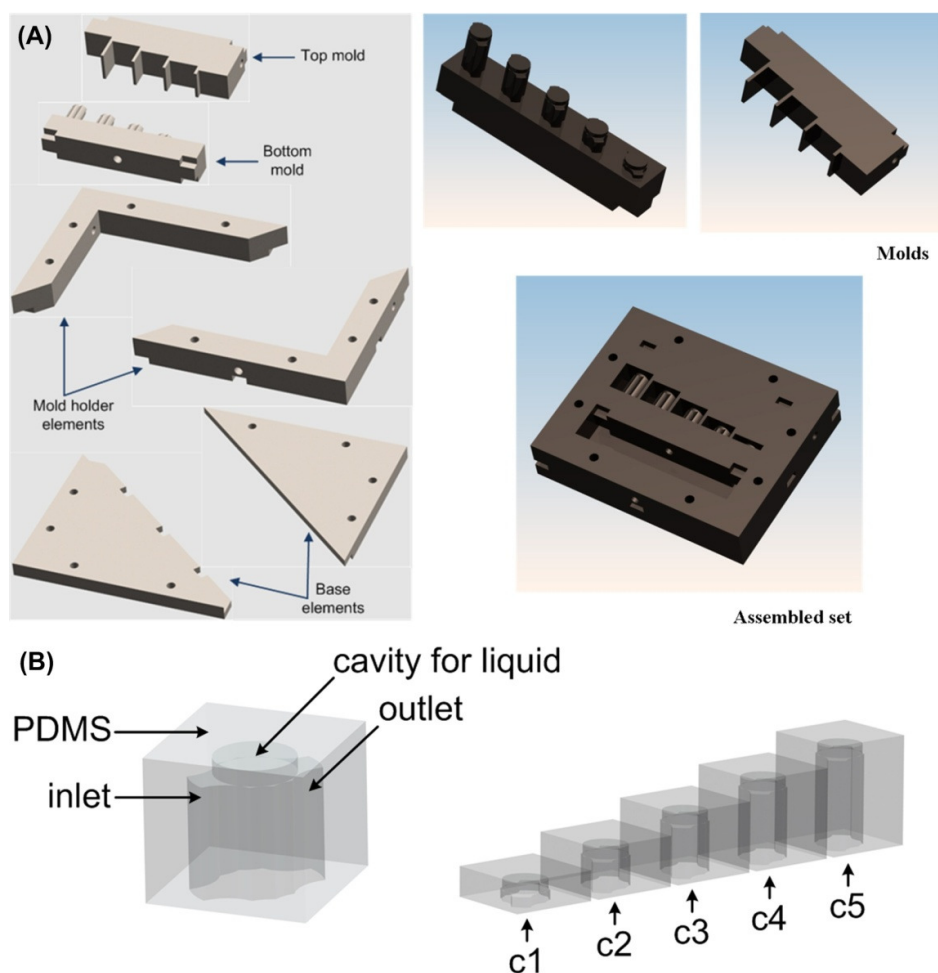 (A)
Top mold
Bottom
mold
Mold holder
elements
Base
elements
Molds
Assembled set
(B)
cavity for liquid
PDMS
outlet
inlet
c1
c2
c3
c4
c5